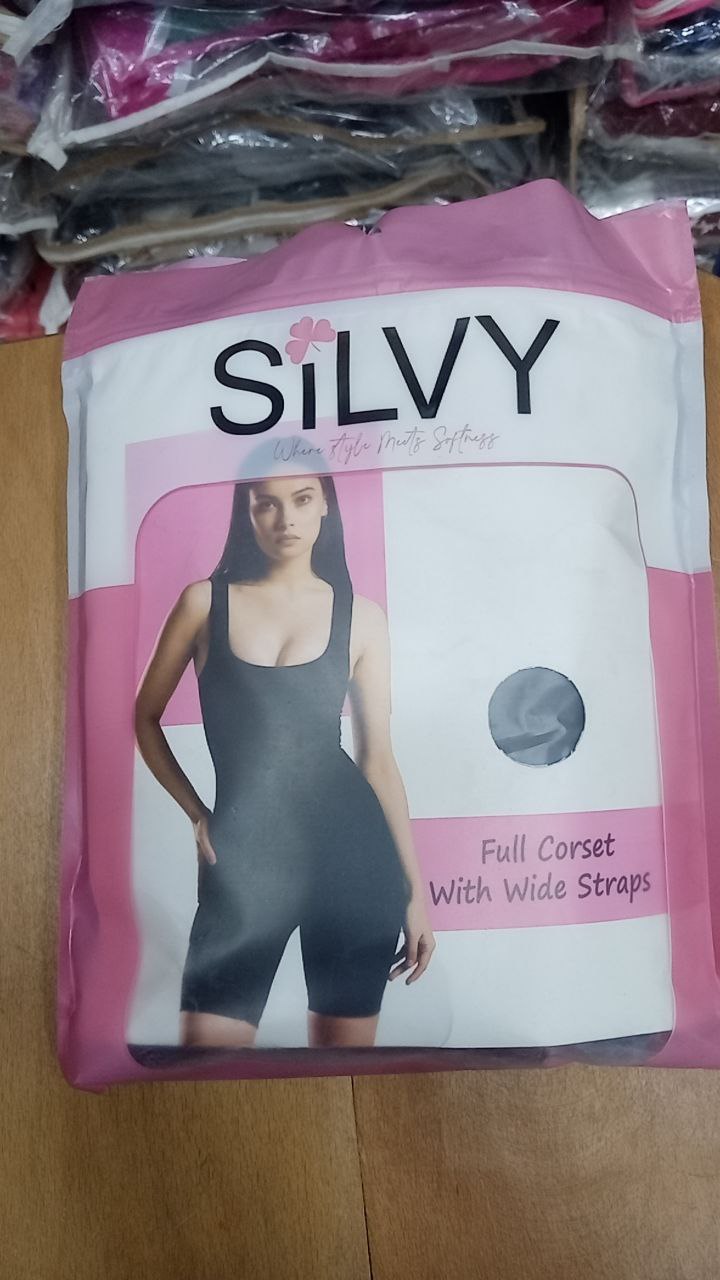 SiLVY
Where Style Meets Softness
Full Corset
With Wide Straps